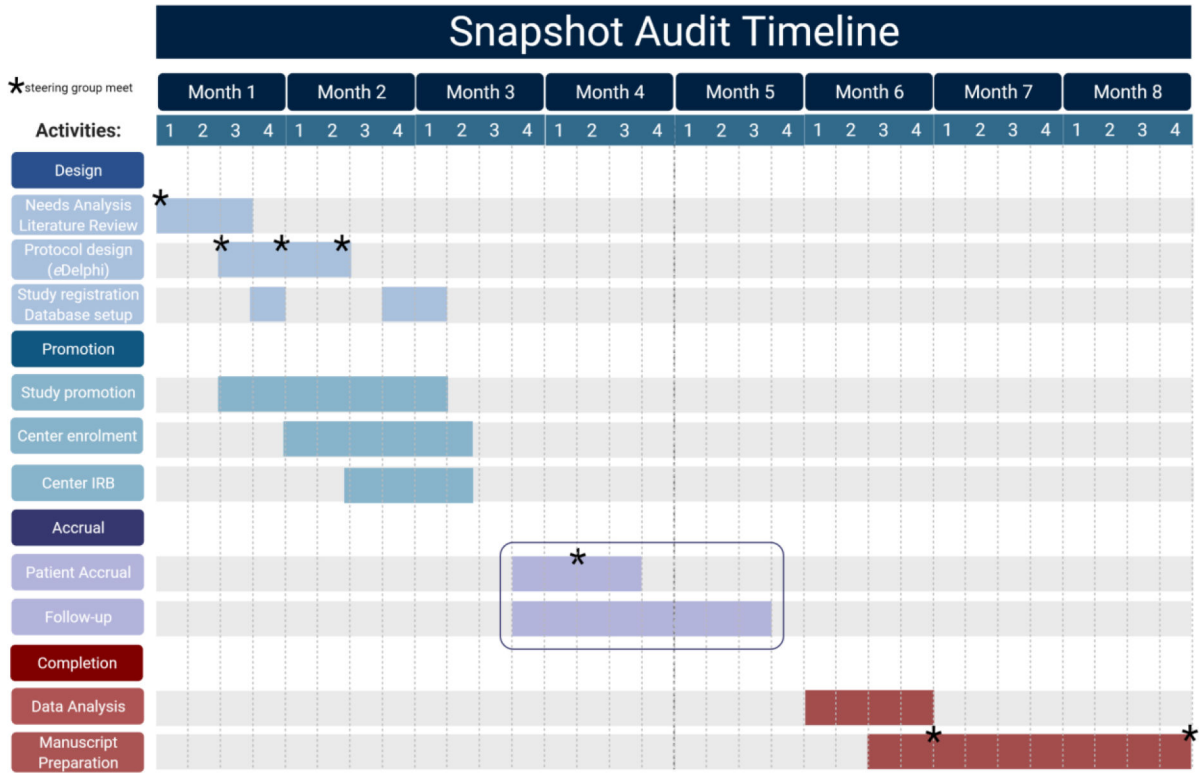 Snapshot Audit Timeline
*steering group meet
Month 1 Month 2 Month 3 Month 4 Month 5 Month 6 Month 7 Month 8
Activities: 1 2 3 4 1 2 3 4 1 2 3 4 1 2 3 4 1 2 3 4 1 2 3 4 1 2 3 4 1 2 3 4
Design
Needs Analysis
Literature Review
Protocol design
(eDelphi)
Study registration
Database setup
Promotion
Study promotion
Center enrolment
Center IRB
Accrual
Patient Accrual
Follow-up
Completion
Data Analysis
Manuscript
Preparation